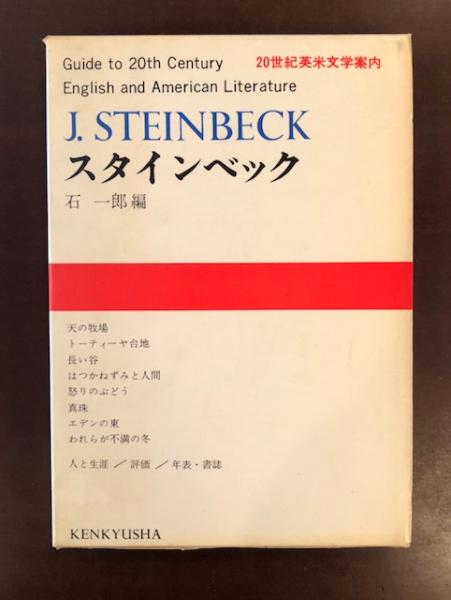 Guide to 20th Century 20世紀英米文学案内
English and American Literature
J. STEINBECK
スタインベック
石 一郎 編
天の牧場
トーティーヤ台地
長い谷
はつかねずみと人間
怒りのぶどう
真珠
エデンの東
われらが不満の冬
人と生涯／評価／年表・書誌
KENKYUSHA